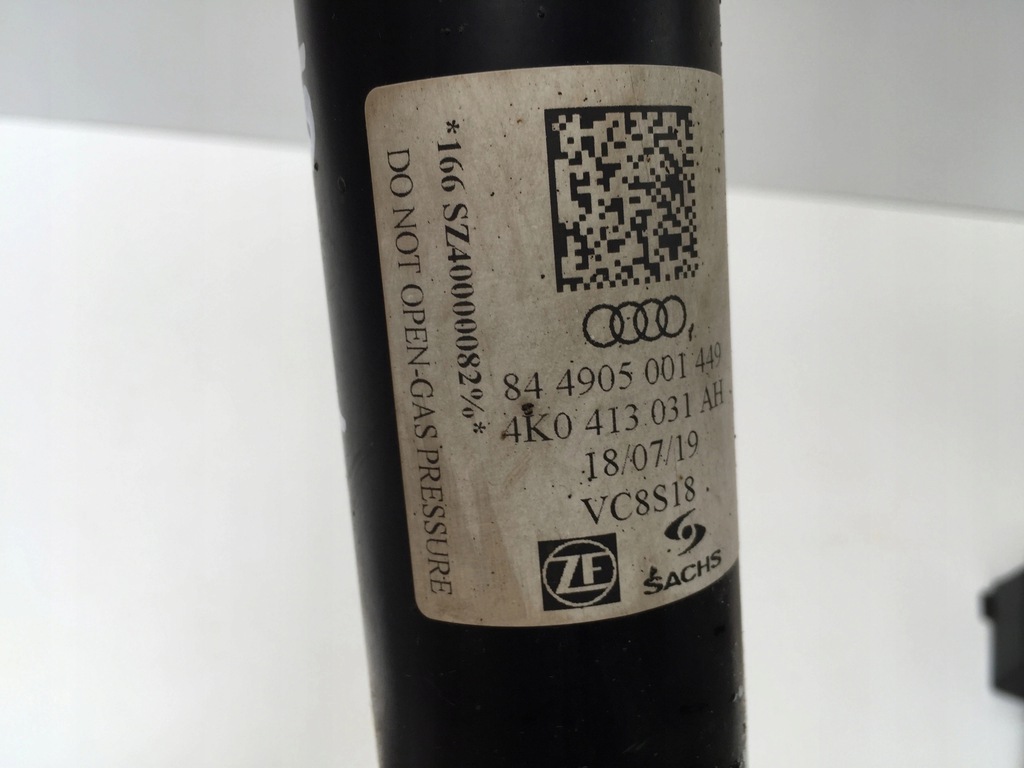 84 4905 001 449
4K0 413 031 AH
18/07/19
VC8S18
ZF
SACHS
*166 SZ40000082%*
DO NOT OPEN-GAS PRESSURE